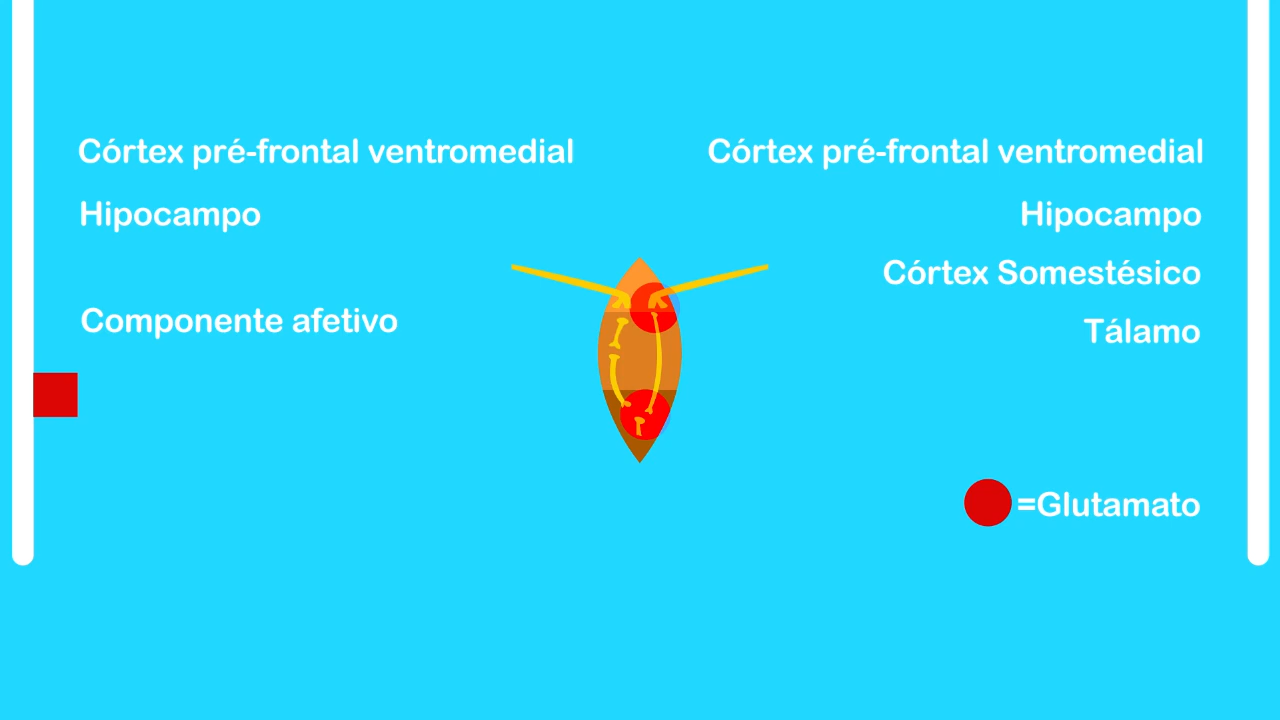 Córtex pré-frontal ventromedial
Hipocampo
Componente afetivo
Córtex pré-frontal ventromedial
Hipocampo
Córtex Somestésico
Tálamo
=Glutamato